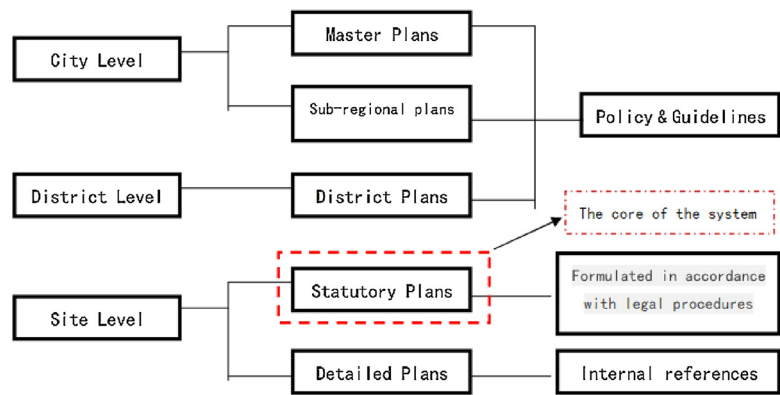 City Level
Master Plans
Sub-regional plans
Policy & Guidelines
District Level
District Plans
The core of the system
Site Level
Statutory Plans
Formulated in accordance
with legal procedures
Detailed Plans
Internal references